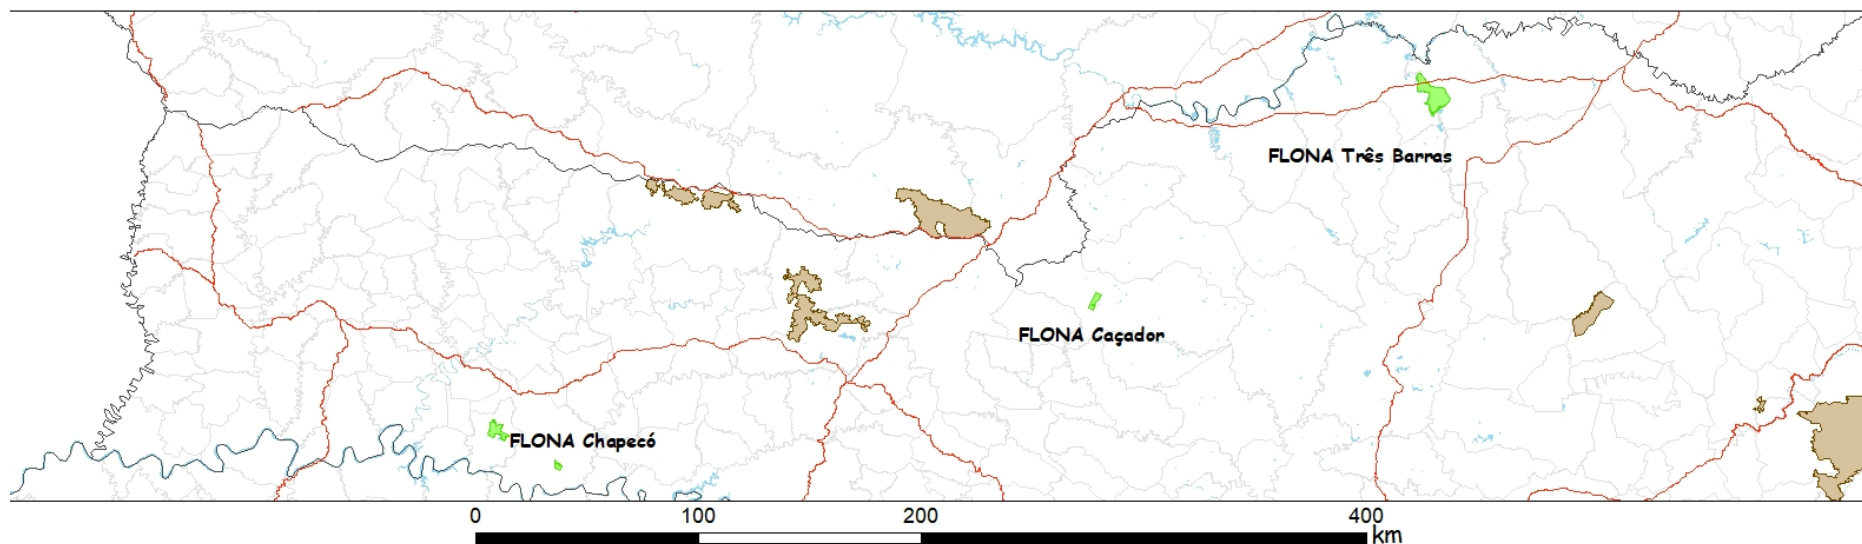 FLONA Três Barras
FLONA Caçador
FLONA Chapecó
0 100 200 400
km